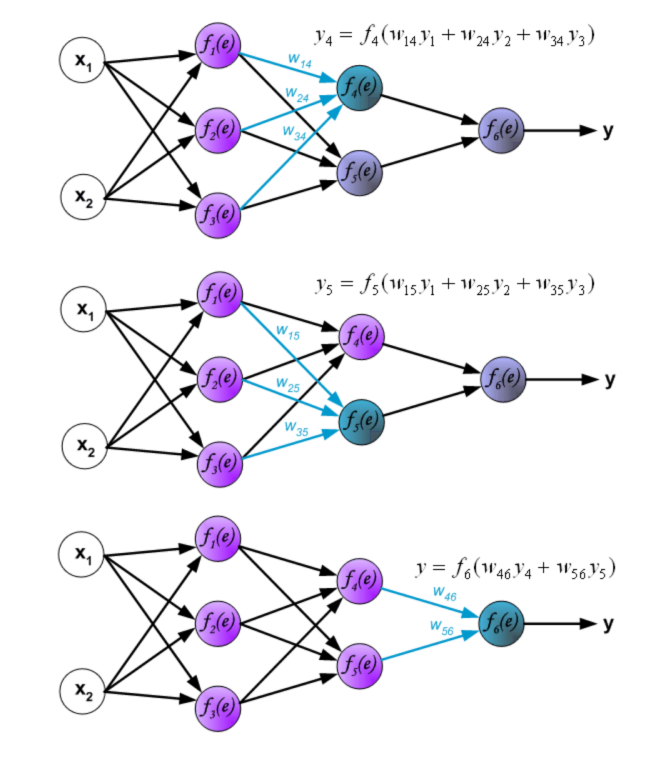 y₄ = f₄(w₁₄y₁ + w₂₄y₂ + w₃₄y₃)
x₁
f₁(e)
w₁₄
w₂₄
f₄(e)
f₂(e)
w₃₄
f₆(e)
y
x₂
f₅(e)
f₃(e)
y₅ = f₅(w₁₅y₁ + w₂₅y₂ + w₃₅y₃)
x₁
f₁(e)
w₁₅
f₄(e)
f₂(e)
w₂₅
f₆(e)
y
x₂
w₃₅
f₅(e)
f₃(e)
y = f₆(w₄₆y₄ + w₅₆y₅)
x₁
f₁(e)
f₄(e)
w₄₆
f₂(e)
w₅₆
f₆(e)
y
x₂
f₅(e)
f₃(e)